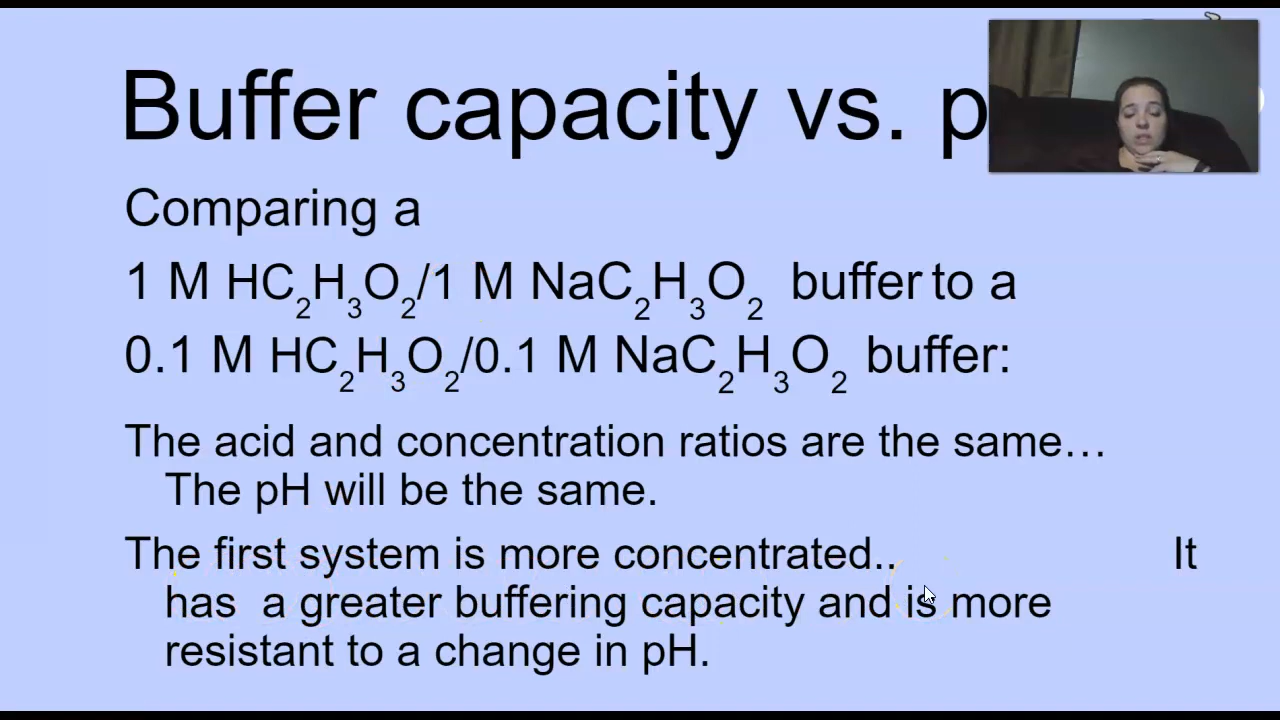 Buffer capacity vs. p
Comparing a
1 M HC₂H₃O₂/1 M NaC₂H₃O₂ buffer to a
0.1 M HC₂H₃O₂/0.1 M NaC₂H₃O₂ buffer:
The acid and concentration ratios are the same…
The pH will be the same.
The first system is more concentrated.. It
has a greater buffering capacity and is more
resistant to a change in pH.